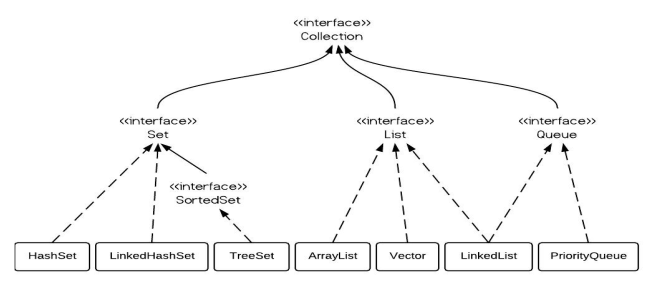 <<interface>>
Collection
<<interface>>
Set
<<interface>>
List
<<interface>>
Queue
<<interface>>
SortedSet
HashSet
LinkedHashSet
TreeSet
ArrayList
Vector
LinkedList
PriorityQueue